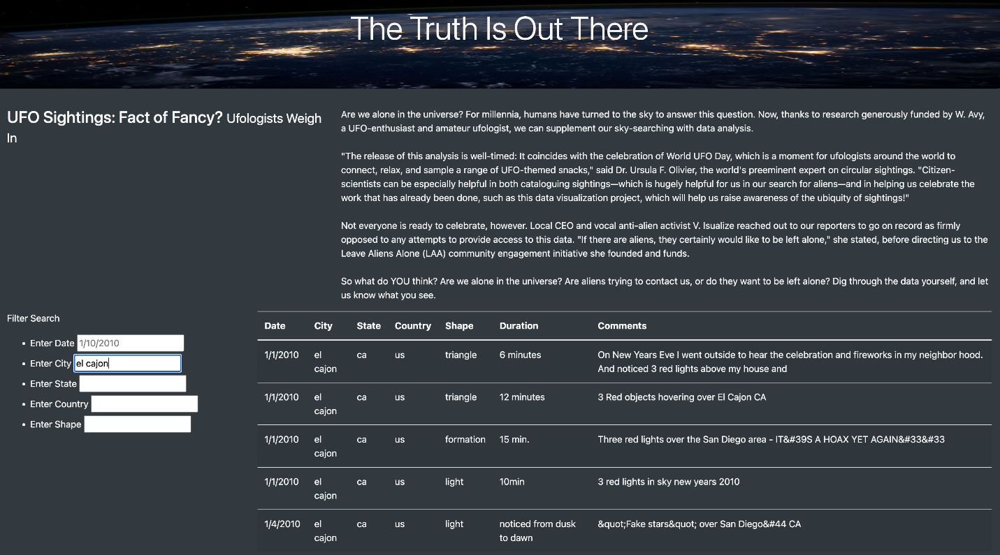 The Truth Is Out There
UFO Sightings: Fact of Fancy? Ufologists Weigh
In
Are we alone in the universe? For millennia, humans have turned to the sky to answer this question. Now, thanks to research generously funded by W. Avy,
a UFO-enthusiast and amateur ufologist, we can supplement our sky-searching with data analysis.
"The release of this analysis is well-timed: It coincides with the celebration of World UFO Day, which is a moment for ufologists around the world to
connect, relax, and sample a range of UFO-themed snacks," said Dr. Ursula F. Olivier, the world's preeminent expert on circular sightings. "Citizen-
scientists can be especially helpful in both cataloguing sightings—which is hugely helpful for us in our search for aliens—and in helping us celebrate the
work that has already been done, such as this data visualization project, which will help us raise awareness of the ubiquity of sightings!"
Not everyone is ready to celebrate, however. Local CEO and vocal anti-alien activist V. Isualize reached out to our reporters to go on record as firmly
opposed to any attempts to provide access to this data. "If there are aliens, they certainly would like to be left alone," she stated, before directing us to the
Leave Aliens Alone (LAA) community engagement initiative she founded and funds.
So what do YOU think? Are we alone in the universe? Are aliens trying to contact us, or do they want to be left alone? Dig through the data yourself, and let
us know what you see.
Filter Search
• Enter Date 1/10/2010
• Enter City el cajon
• Enter State
• Enter Country
• Enter Shape
Date City State Country Shape Duration Comments
1/1/2010 el ca us triangle 6 minutes On New Years Eve I went outside to hear the celebration and fireworks in my neighbor hood.
cajon And noticed 3 red lights above my house and
1/1/2010 el ca us triangle 12 minutes 3 Red objects hovering over El Cajon CA
cajon
1/1/2010 el ca us formation 15 min. Three red lights over the San Diego area - IT&#39S A HOAX YET AGAIN&#33&#33
cajon
1/1/2010 el ca us light 10min 3 red lights in sky new years 2010
cajon
1/4/2010 el ca us light noticed from dusk &quot;Fake stars&quot; over San Diego&#44 CA
cajon to dawn